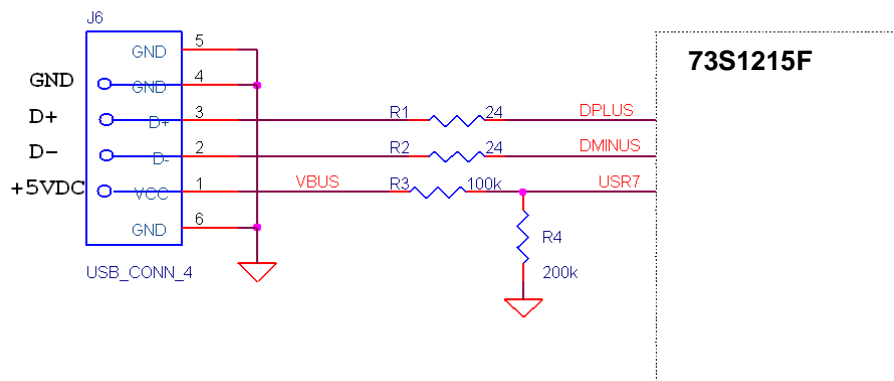 J6
73S1215F
GND 5
GND GND 4
D+ D+ 3 R1 24 DPLUS
D- D- 2 R2 24 DMINUS
+5VDC VCC 1 VBUS R3 100k USR7
GND 6
R4
200k
USB_CONN_4